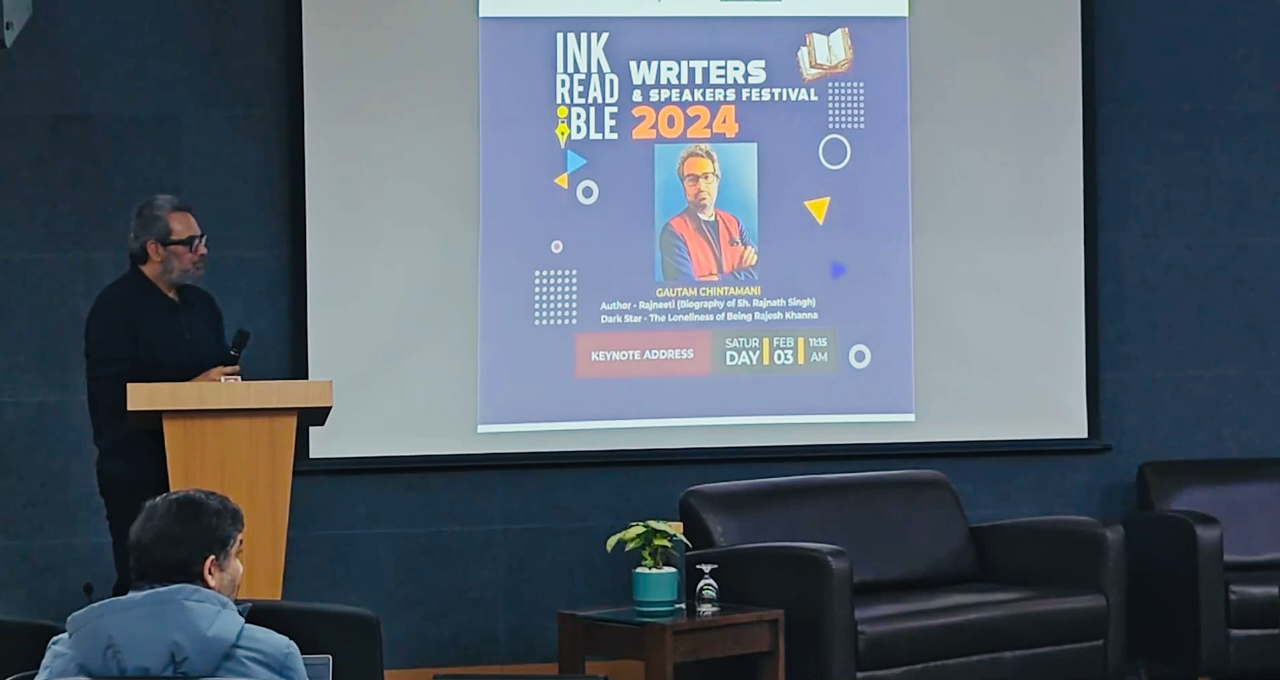 INK
READ
iBLE
WRITERS
& SPEAKERS FESTIVAL
2024
GAUTAM CHINTAMANI
Author - Rajneeti (Biography of Sh. Rajnath Singh)
Dark Star - The Loneliness of Being Rajesh Khanna
KEYNOTE ADDRESS
SATUR
DAY
FEB
03
11:15
AM